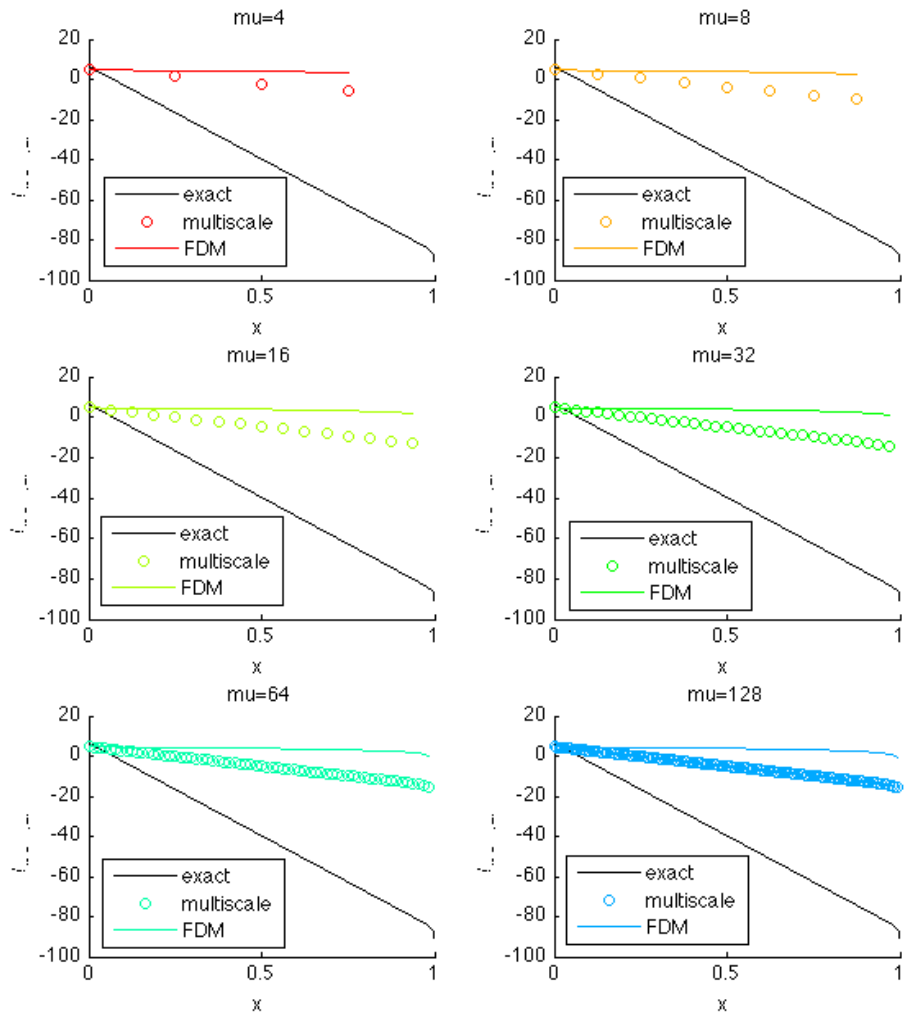 mu=4
20
0
-20
-40
-60
-80
-100
exact
multiscale
FDM
0
0.5
1
x
mu=8
20
0
-20
-40
-60
-80
-100
exact
multiscale
FDM
0
0.5
1
x
mu=16
20
0
-20
-40
-60
-80
-100
exact
multiscale
FDM
0
0.5
1
x
mu=32
20
0
-20
-40
-60
-80
-100
exact
multiscale
FDM
0
0.5
1
x
mu=64
20
0
-20
-40
-60
-80
-100
exact
multiscale
FDM
0
0.5
1
x
mu=128
20
0
-20
-40
-60
-80
-100
exact
multiscale
FDM
0
0.5
1
x